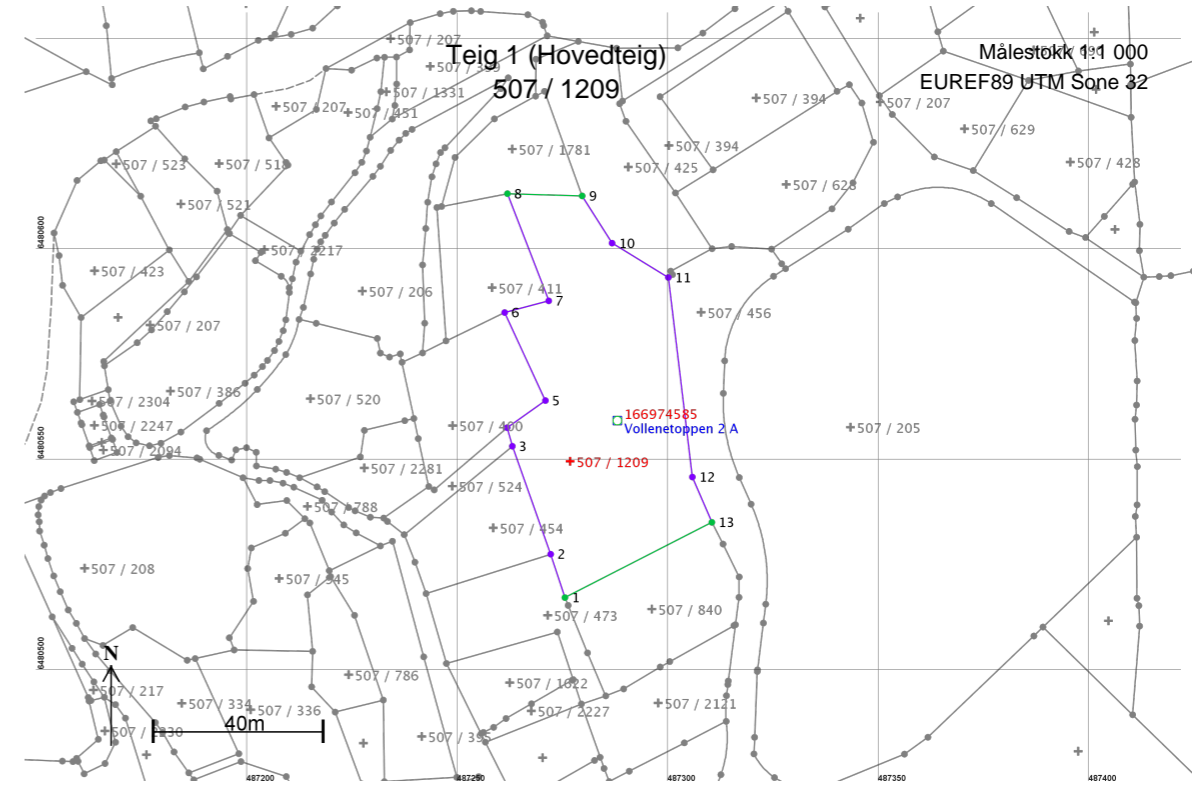 Teig 1 (Hovedteig)
507 / 1209
Målestokk 1:1 000
EUREF89 UTM Sone 32
507 / 207
507 / 1331
507 / 207
507 / 451
507 / 394
507 / 207
507 / 629
507 / 394
507 / 1781
507 / 425
507 / 628
507 / 428
507 / 523
507 / 518
507 / 521
8
9
10
507 / 2217
6480600
507 / 423
11
507 / 206
507 / 411
7
6
507 / 456
507 / 207
507 / 386
507 / 520
5
507 / 2304
507 / 2247
507 / 2094
507 / 400
166974585
Vollenetoppen 2 A
507 / 205
3
6480550
507 / 1209
507 / 2281
507 / 524
12
507 / 788
13
507 / 454
2
507 / 208
507 / 345
1
507 / 473
507 / 840
6480500
N
507 / 786
507 / 1622
507 / 217
507 / 334
507 / 336
507 / 2227
507 / 2121
40m
487200
487250
487300
487350
487400